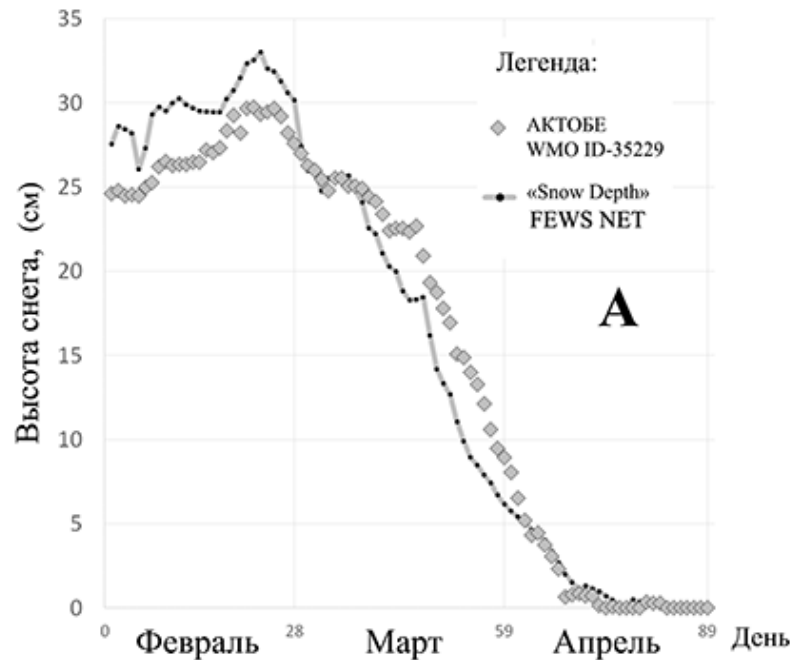 35
30
25
20
15
10
5
0
Высота снега, (см)
Легенда:
АКТОБЕ
WMO ID-35229
«Snow Depth»
FEWS NET
А
0 28 59 89 День
Февраль Март Апрель